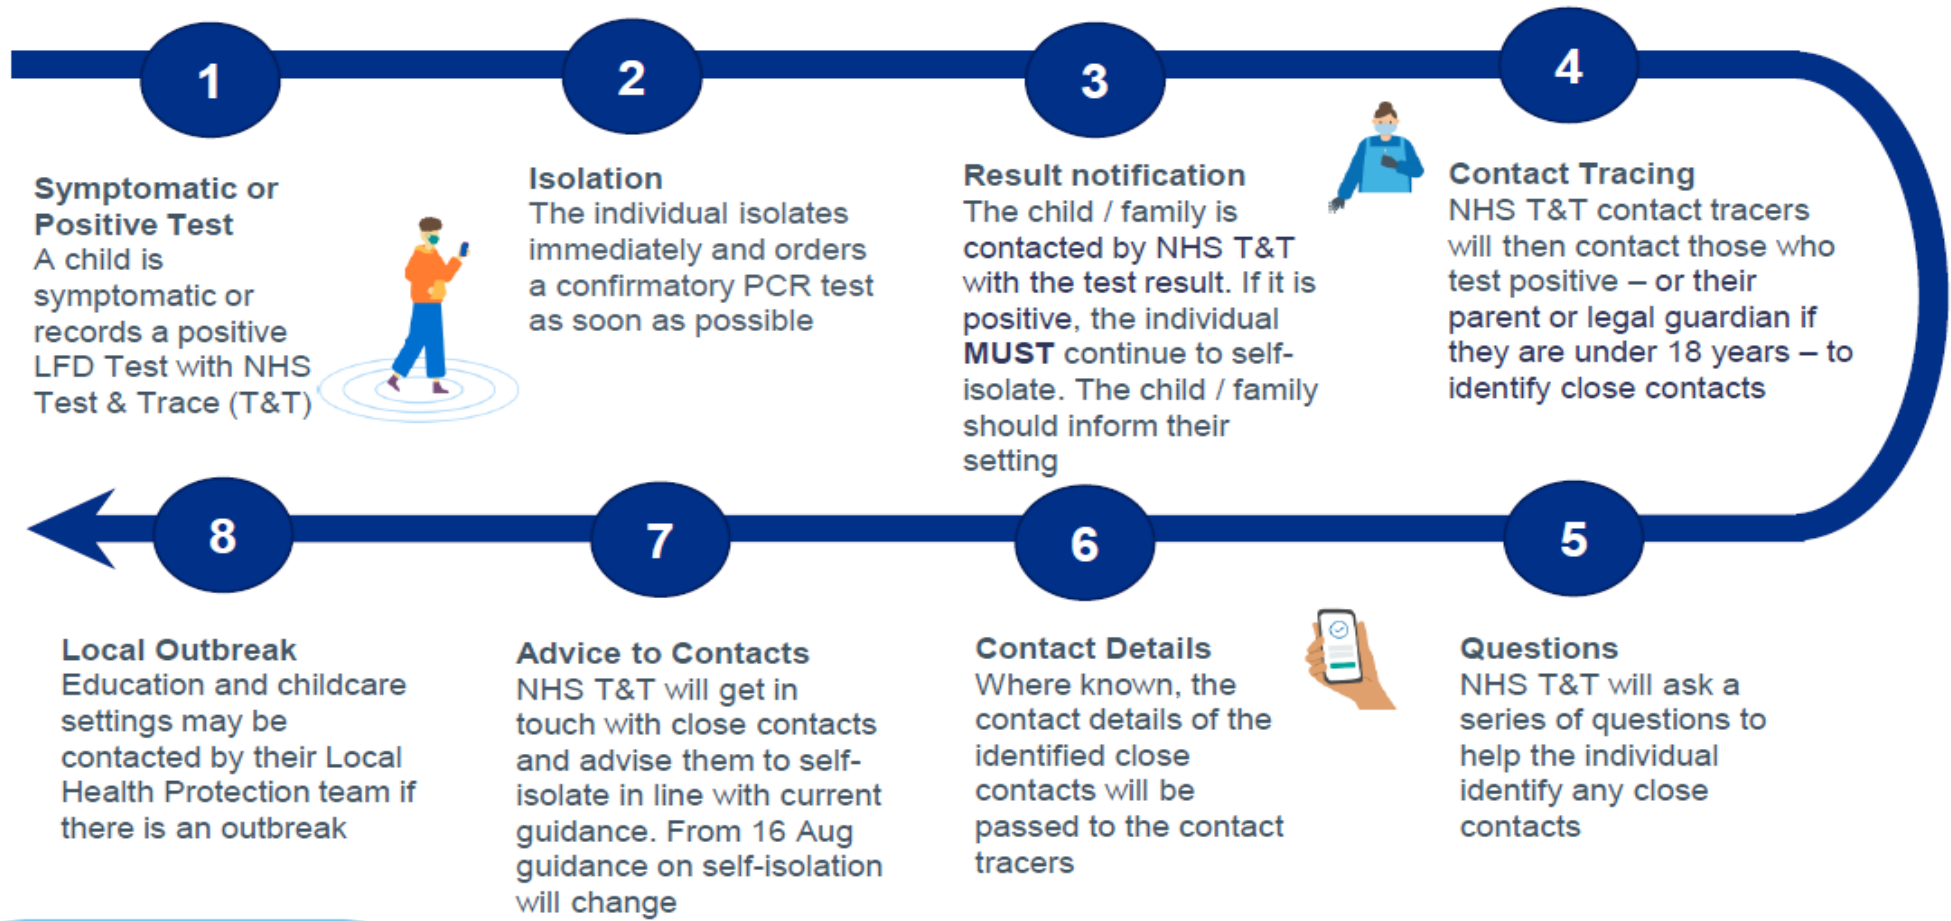 1
2
3
4
Symptomatic or
Positive Test
A child is
symptomatic or
records a positive
LFD Test with NHS
Test & Trace (T&T)
Isolation
The individual isolates
immediately and orders
a confirmatory PCR test
as soon as possible
Result notification
The child / family is
contacted by NHS T&T
with the test result. If it is
positive, the individual
MUST continue to self-
isolate. The child / family
should inform their
setting
Contact Tracing
NHS T&T contact tracers
will then contact those who
test positive – or their
parent or legal guardian if
they are under 18 years – to
identify close contacts
5
Questions
NHS T&T will ask a
series of questions to
help the individual
identify any close
contacts
6
Contact Details
Where known, the
contact details of the
identified close
contacts will be
passed to the contact
tracers
7
Advice to Contacts
NHS T&T will get in
touch with close contacts
and advise them to self-
isolate in line with current
guidance. From 16 Aug
guidance on self-isolation
will change
8
Local Outbreak
Education and childcare
settings may be
contacted by their Local
Health Protection team if
there is an outbreak